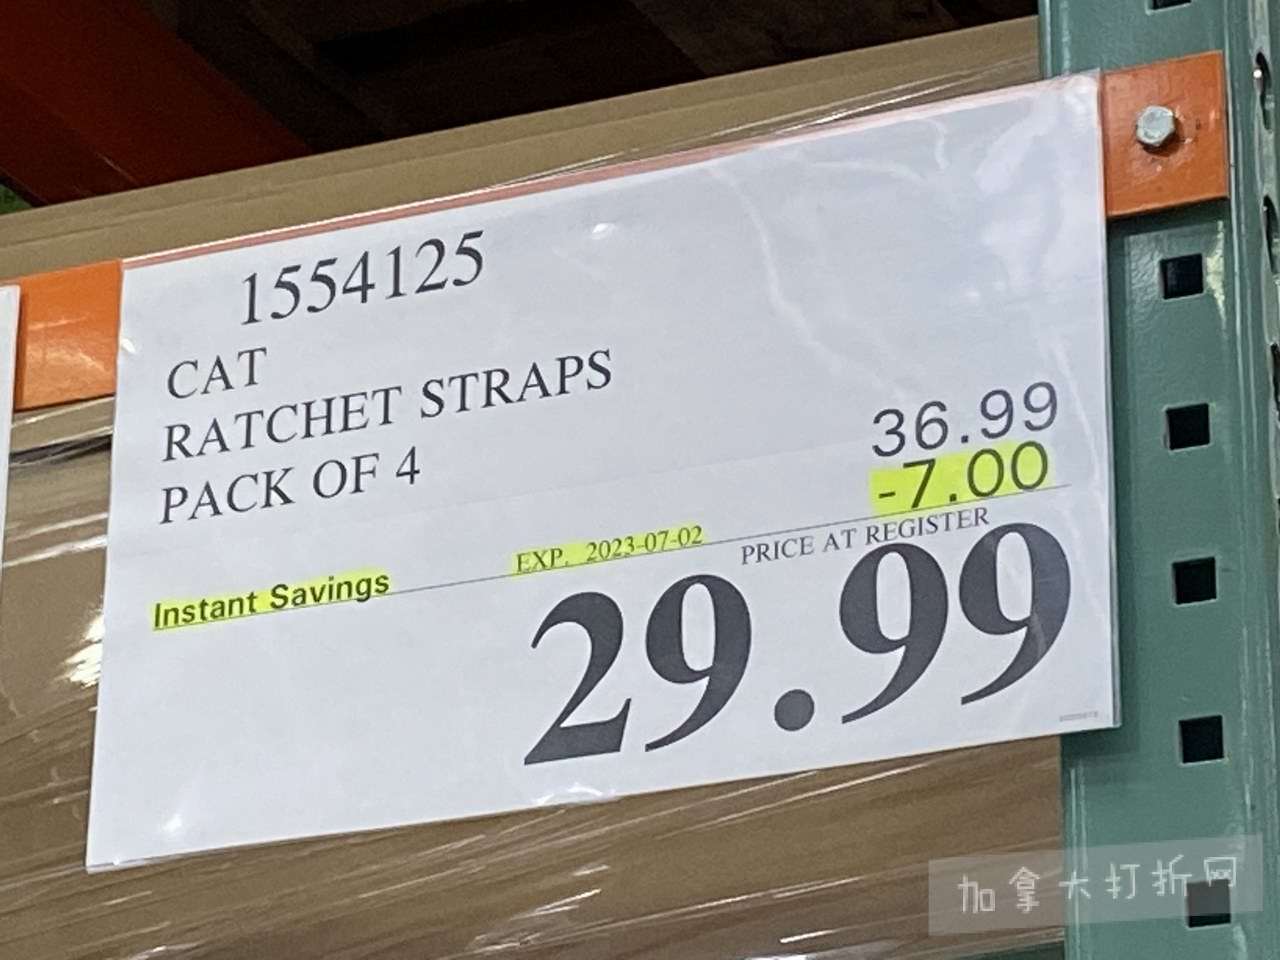 1554125
CAT
RATCHET STRAPS
PACK OF 4
36.99
-7.00
Instant Savings
EXP. 2023-07-02
PRICE AT REGISTER
29.99
加拿大打折网